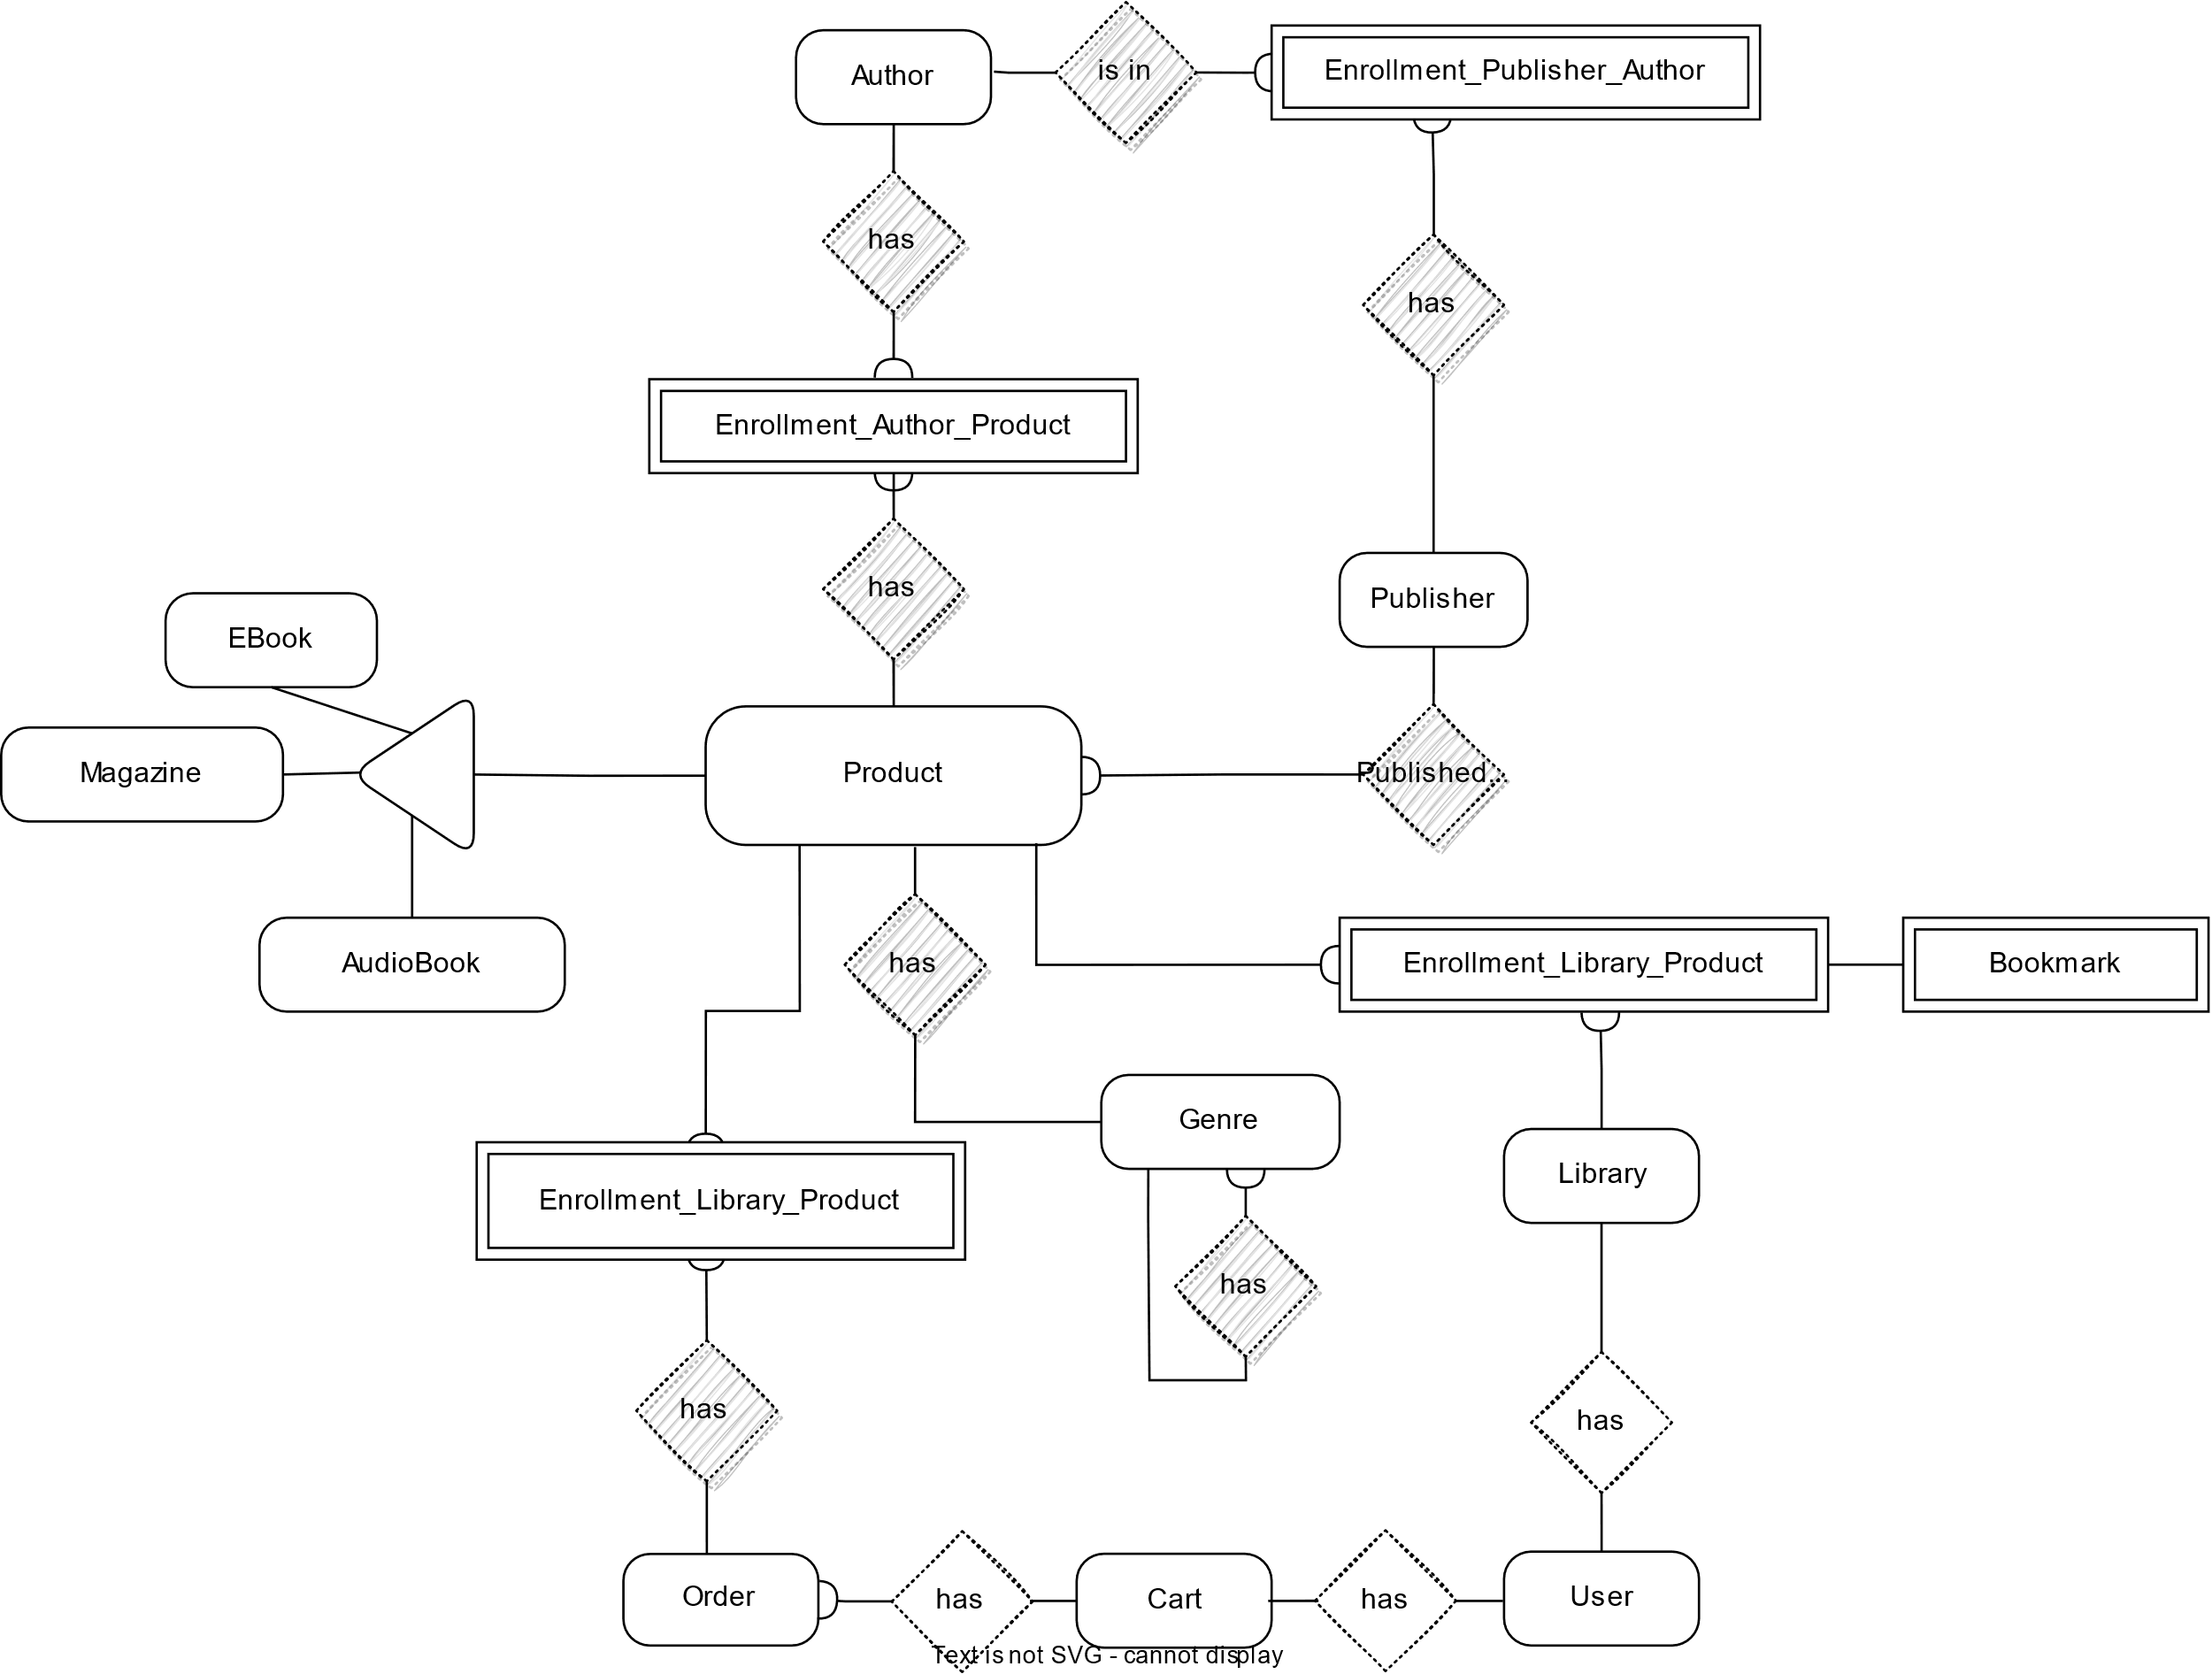 Author
is in
Enrollment_Publisher_Author
has
has
Enrollment_Author_Product
has
Publisher
EBook
Magazine
Product
Published...
AudioBook
has
Enrollment_Library_Product
Bookmark
Genre
Library
Enrollment_Library_Product
has
has
has
Order
has
Cart
has
User
Text is not SVG - cannot display